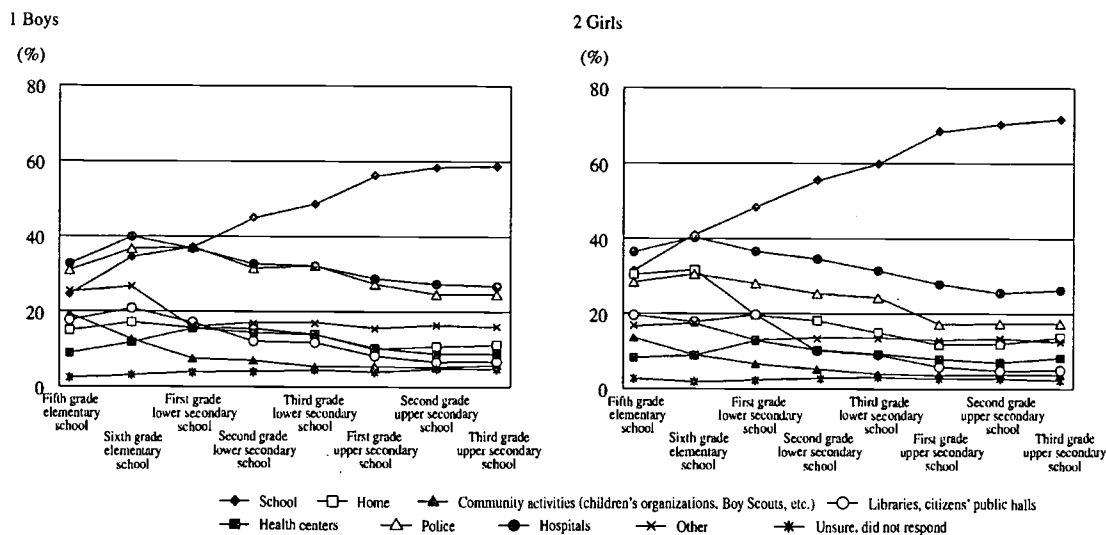 1 Boys
(%)
80
60
40
20
0
Fifth grade
elementary
school
Sixth grade
elementary
school
First grade
lower secondary
school
Second grade
lower secondary
school
Third grade
lower secondary
school
First grade
upper secondary
school
Second grade
upper secondary
school
Third grade
upper secondary
school
2 Girls
(%)
80
60
40
20
0
Fifth grade
elementary
school
Sixth grade
elementary
school
First grade
lower secondary
school
Second grade
lower secondary
school
Third grade
lower secondary
school
First grade
upper secondary
school
Second grade
upper secondary
school
Third grade
upper secondary
school
School Home Community activities (children's organizations, Boy Scouts, etc.) Libraries, citizens' public halls
Health centers Police Hospitals Other Unsure, did not respond